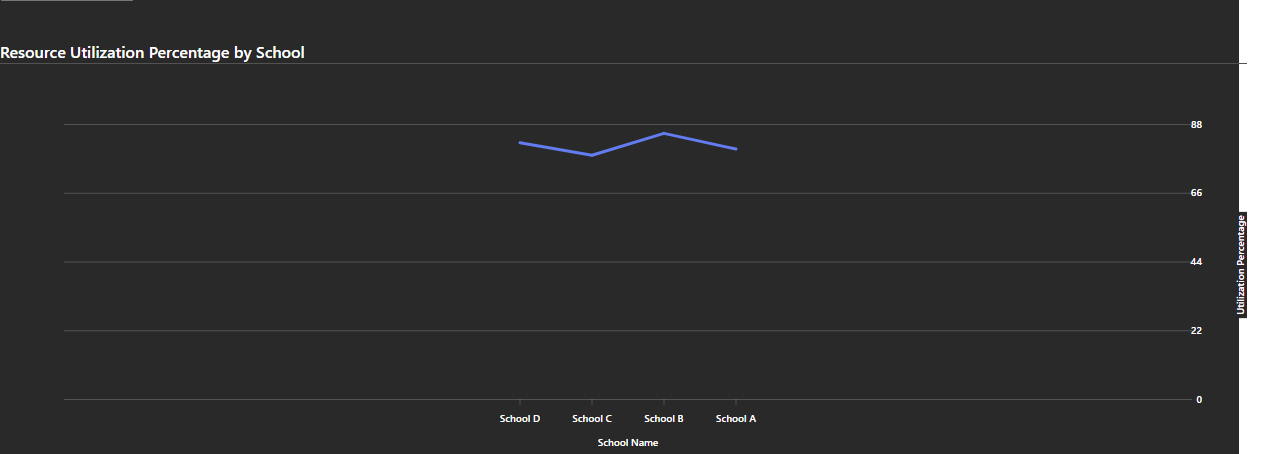 Resource Utilization Percentage by School
88
66
44
22
0
Utilization Percentage
School D School C School B School A
School Name